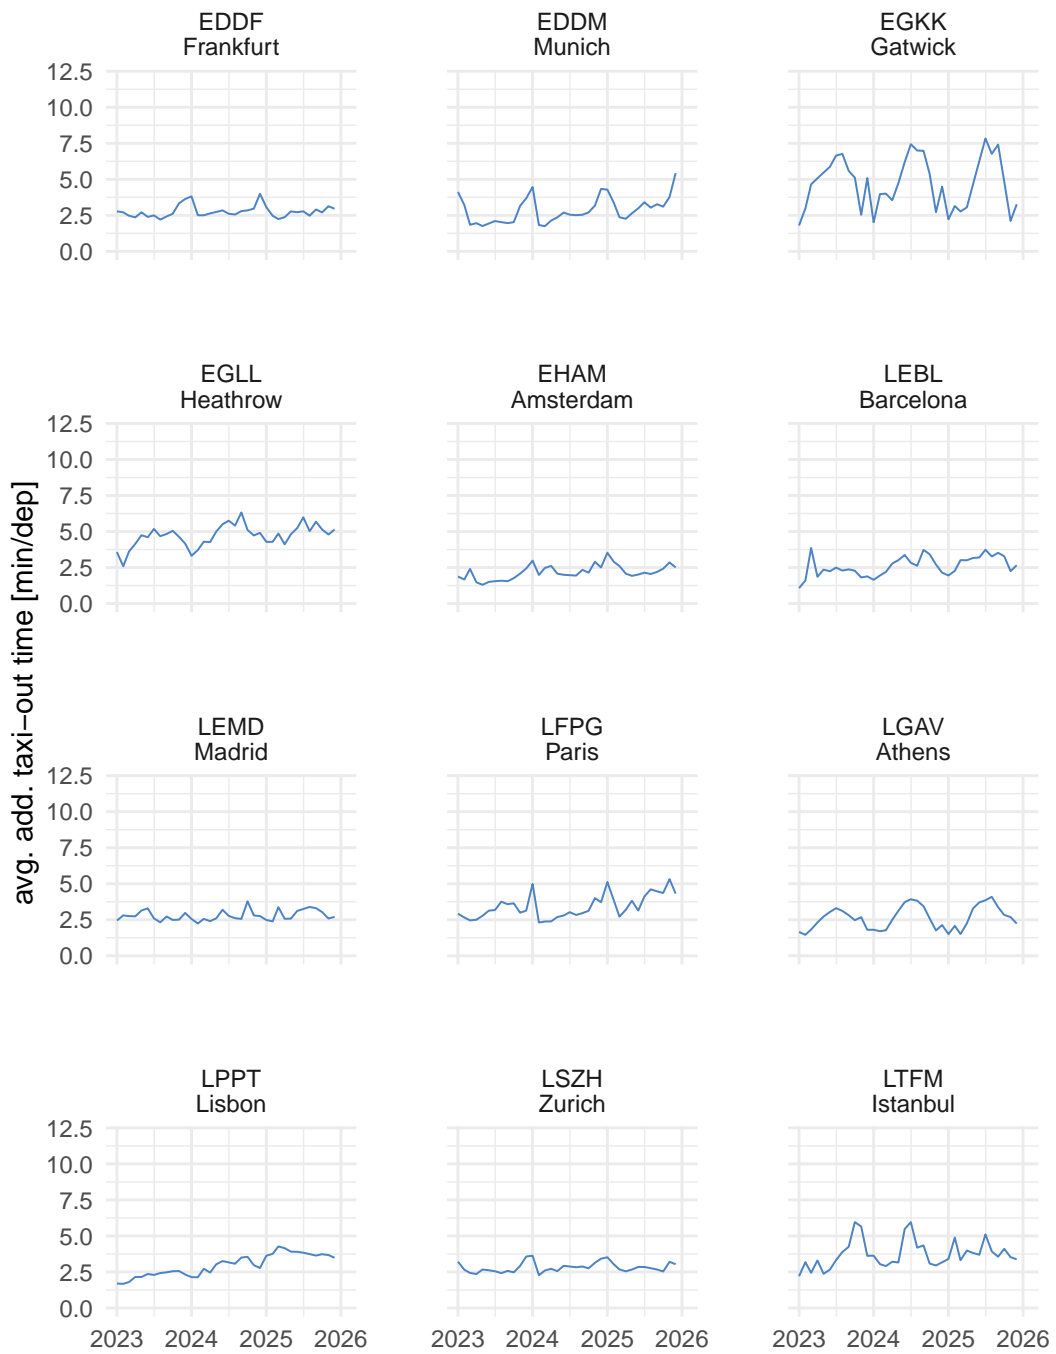 EDDF
Frankfurt
EDDM
Munich
EGKK
Gatwick
12.5
10.0
7.5
5.0
2.5
0.0
EGLL
Heathrow
EHAM
Amsterdam
LEBL
Barcelona
12.5
10.0
7.5
5.0
2.5
0.0
avg. add. taxi−out time [min/dep]
LEMD
Madrid
LFPG
Paris
LGAV
Athens
12.5
10.0
7.5
5.0
2.5
0.0
LPPT
Lisbon
LSZH
Zurich
LTFM
Istanbul
12.5
10.0
7.5
5.0
2.5
0.0
2023 2024 2025 2026
2023 2024 2025 2026
2023 2024 2025 2026